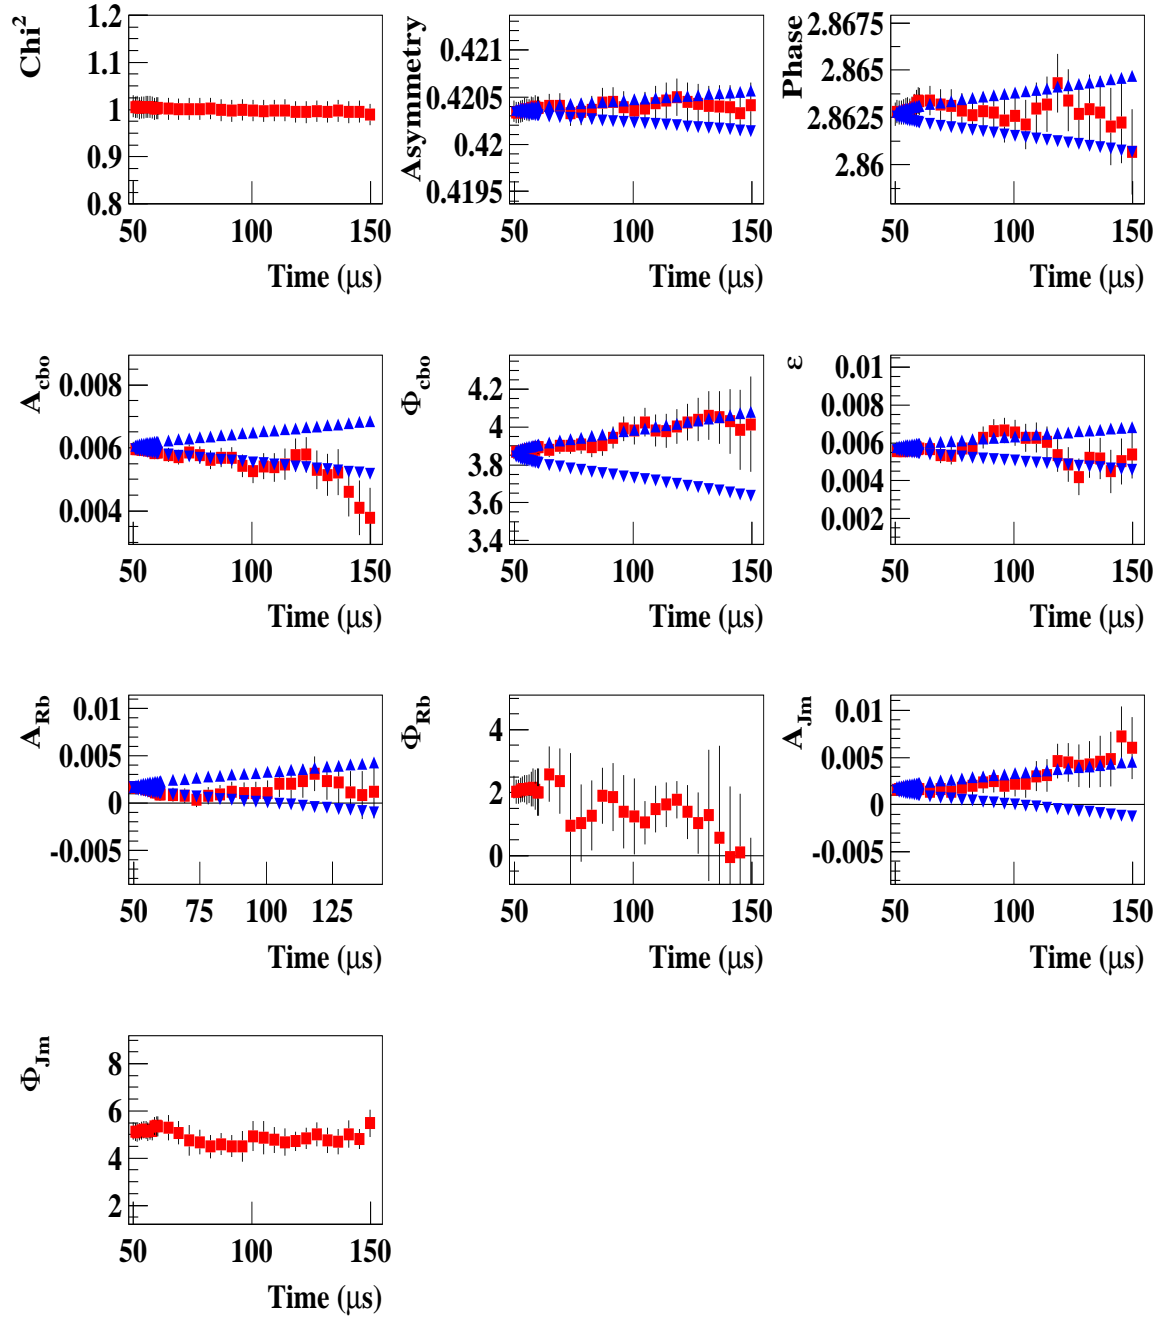 Chi²
1.2
1.1
1
0.9
0.8
50 100 150
Time (μs)
Asymmetry
0.421
0.4205
0.42
0.4195
50 100 150
Time (μs)
Phase
2.8675
2.865
2.8625
2.86
50 100 150
Time (μs)
A_cbo
0.008
0.006
0.004
50 100 150
Time (μs)
Φ_cbo
4.2
4
3.8
3.6
3.4
50 100 150
Time (μs)
ε
0.01
0.008
0.006
0.004
0.002
50 100 150
Time (μs)
A_Rb
0.01
0.005
0
-0.005
50 75 100 125
Time (μs)
Φ_Rb
4
2
0
50 100 150
Time (μs)
A_Jm
0.01
0.005
0
-0.005
50 100 150
Time (μs)
Φ_Jm
8
6
4
2
50 100 150
Time (μs)